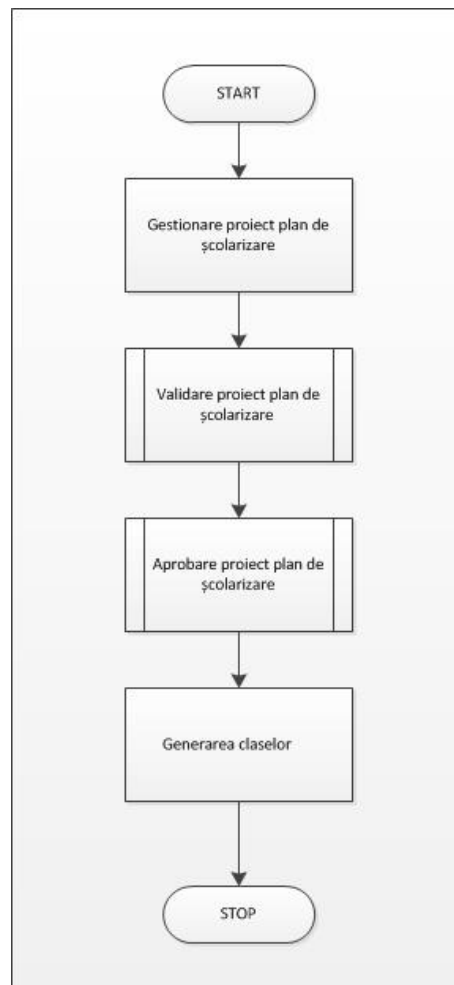 START
Gestionare proiect plan de
școlarizare
Validare proiect plan de
școlarizare
Aprobare proiect plan de
școlarizare
Generarea claselor
STOP